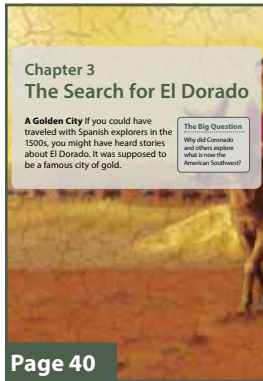 Chapter 3
The Search for El Dorado
A Golden City If you could have
traveled with Spanish explorers in the
1500s, you might have heard stories
about El Dorado. It was supposed to
be a famous city of gold.
The Big Question
Why did Coronado
and others explore
what is now the
American Southwest?
Page 40